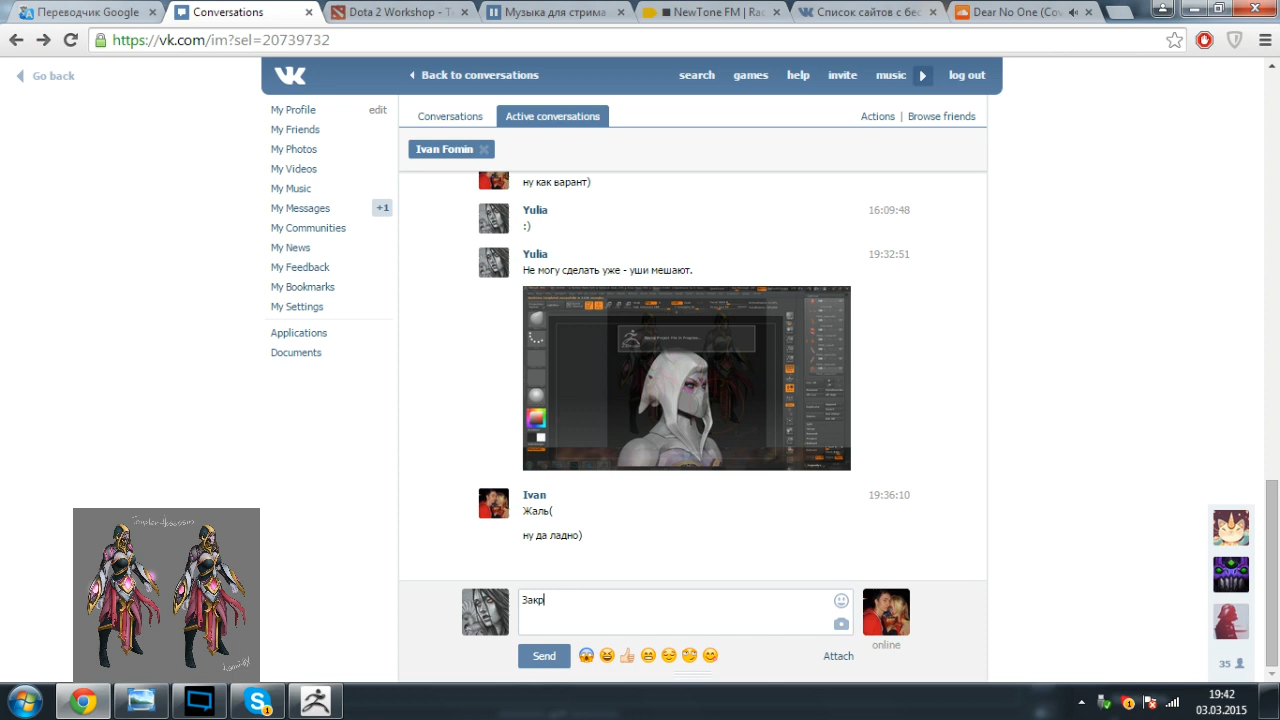 Переводчик Google
Conversations
Dota 2 Workshop - T
Музыка для стрима
NewTone FM | Rad
Список сайтов с бес
Dear No One (Cov
https://vk.com/im?sel=20739732
Go back
Back to conversations
search
games
help
invite
music
log out
My Profile
edit
My Friends
My Photos
My Videos
My Music
My Messages
+1
My Communities
My News
My Feedback
My Bookmarks
My Settings
Applications
Documents
Conversations
Active conversations
Actions | Browse friends
Ivan Fomin
ну как варант)
Yulia
16:09:48
:)
Yulia
19:32:51
Не могу сделать уже - уши мешают.
Ivan
19:36:10
Жаль(
ну да ладно)
Закр
online
Send
Attach
35
19:42
03.03.2015